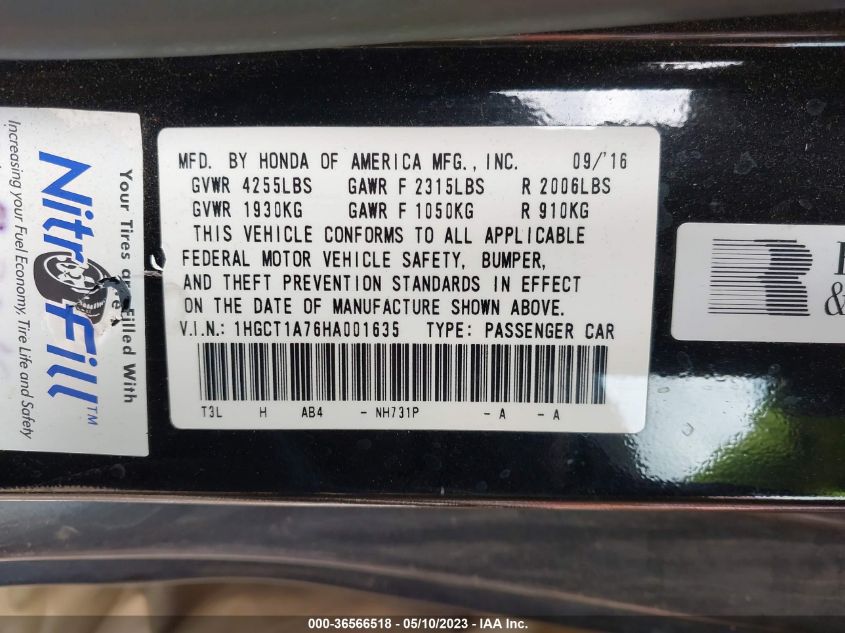 MFD. BY HONDA OF AMERICA MFG., INC. 09/'16
GVWR 4255LBS GAWR F 2315LBS R 2006LBS
GVWR 1930KG GAWR F 1050KG R 910KG
THIS VEHICLE CONFORMS TO ALL APPLICABLE
FEDERAL MOTOR VEHICLE SAFETY, BUMPER,
AND THEFT PREVENTION STANDARDS IN EFFECT
ON THE DATE OF MANUFACTURE SHOWN ABOVE.
V.I.N.: 1HGCT1A76HA001635 TYPE: PASSENGER CAR
T3L H AB4 - NH731P - A - A
Your Tires are Filled With
Nitr Fill™
Increasing your Fuel Economy, Tire Life and Safety
R
&
000-36566518 - 05/10/2023 - IAA Inc.